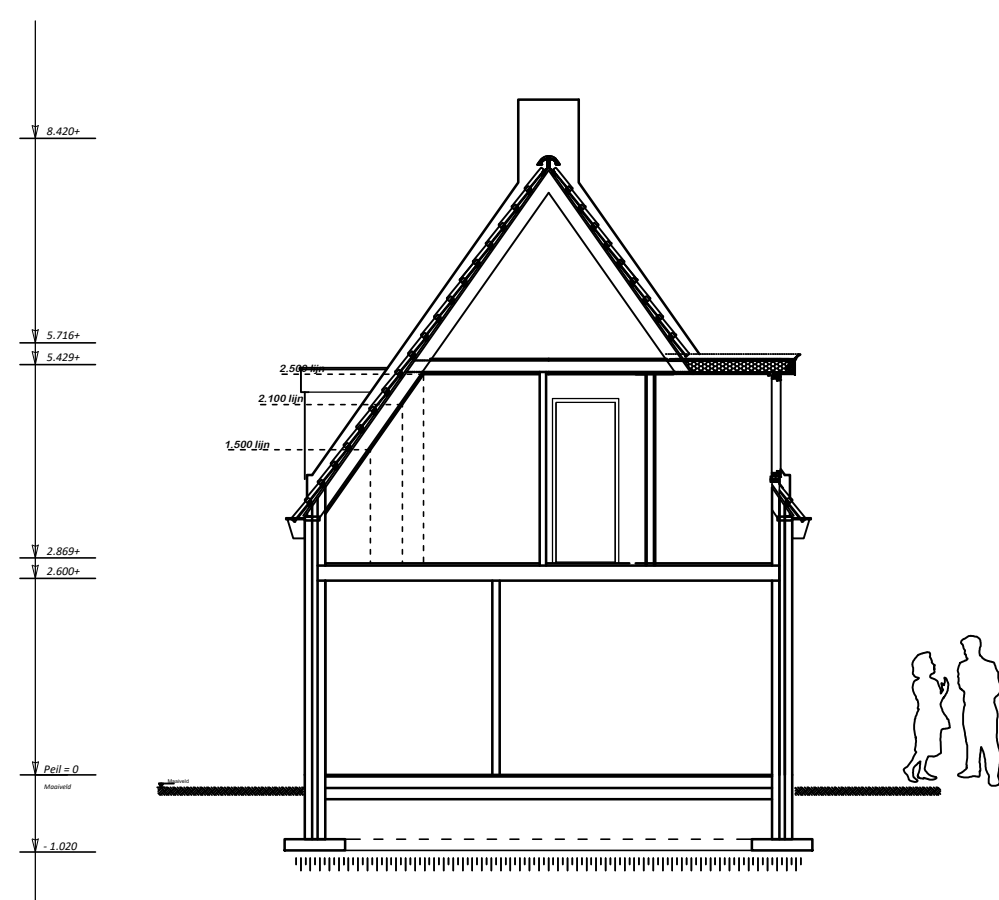 8.420+
5.716+
5.429+
2.500 lijn
2.100 lijn
1.500 lijn
2.869+
2.600+
Peil = 0
Maaiveld
Maaiveld
- 1.020